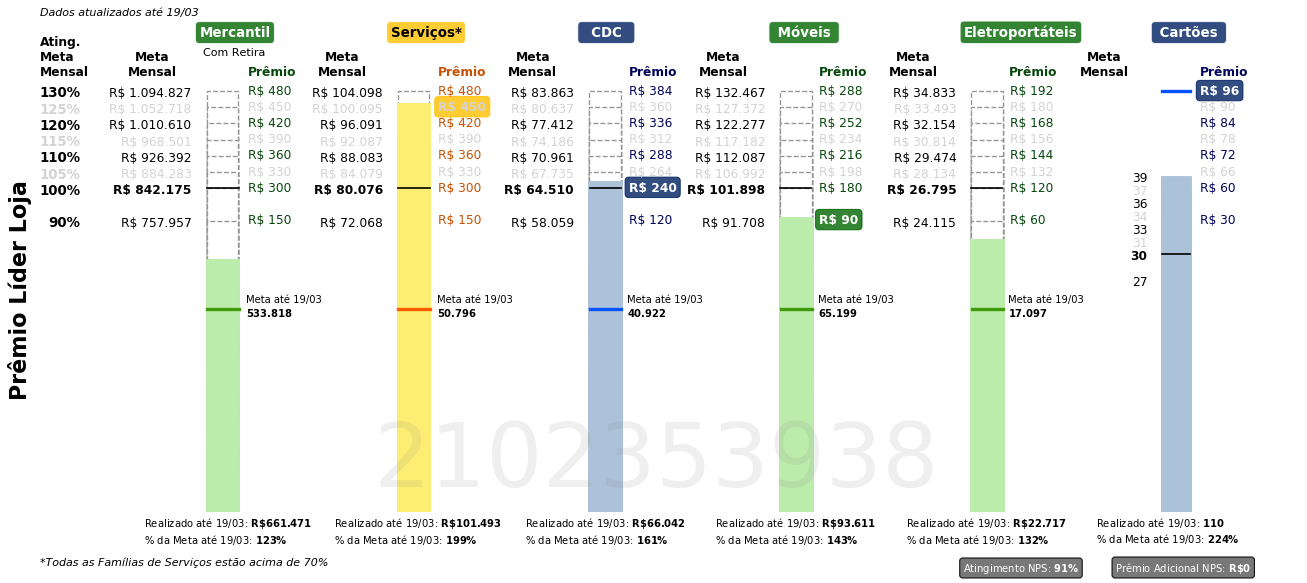 Dados atualizados até 19/03
Mercantil Serviços* CDC Móveis Eletroportáteis Cartões
Com Retira
Ating. Meta Mensal
Meta Mensal Prêmio Meta Mensal Prêmio Meta Mensal Prêmio Meta Mensal Prêmio Meta Mensal Prêmio Meta Mensal Prêmio
130% R$ 1.094.827 R$ 480 R$ 104.098 R$ 480 R$ 83.863 R$ 384 R$ 132.467 R$ 288 R$ 34.833 R$ 192 R$ 96
125% R$ 1.052.718 R$ 450 R$ 100.095 R$ 450 R$ 80.637 R$ 360 R$ 127.372 R$ 270 R$ 33.493 R$ 180 R$ 90
120% R$ 1.010.610 R$ 420 R$ 96.091 R$ 420 R$ 77.412 R$ 336 R$ 122.277 R$ 252 R$ 32.154 R$ 168 R$ 84
115% R$ 968.501 R$ 390 R$ 92.087 R$ 390 R$ 74.186 R$ 312 R$ 117.182 R$ 234 R$ 30.814 R$ 156 R$ 78
110% R$ 926.392 R$ 360 R$ 88.083 R$ 360 R$ 70.961 R$ 288 R$ 112.087 R$ 216 R$ 29.474 R$ 144 R$ 72
105% R$ 884.283 R$ 330 R$ 84.079 R$ 330 R$ 67.735 R$ 264 R$ 106.992 R$ 198 R$ 28.134 R$ 132 R$ 66
100% R$ 842.175 R$ 300 R$ 80.076 R$ 300 R$ 64.510 R$ 240 R$ 101.898 R$ 180 R$ 26.795 R$ 120 R$ 60
90% R$ 757.957 R$ 150 R$ 72.068 R$ 150 R$ 58.059 R$ 120 R$ 91.708 R$ 90 R$ 24.115 R$ 60 R$ 30
39
37
36
34
33
31
30
27
Prêmio Líder Loja
Meta até 19/03 Meta até 19/03 Meta até 19/03 Meta até 19/03 Meta até 19/03
533.818 50.796 40.922 65.199 17.097
2102353938
Realizado até 19/03: R$661.471 Realizado até 19/03: R$101.493 Realizado até 19/03: R$66.042 Realizado até 19/03: R$93.611 Realizado até 19/03: R$22.717 Realizado até 19/03: 110
% da Meta até 19/03: 123% % da Meta até 19/03: 199% % da Meta até 19/03: 161% % da Meta até 19/03: 143% % da Meta até 19/03: 132% % da Meta até 19/03: 224%
*Todas as Famílias de Serviços estão acima de 70%
Atingimento NPS: 91% Prêmio Adicional NPS: R$0